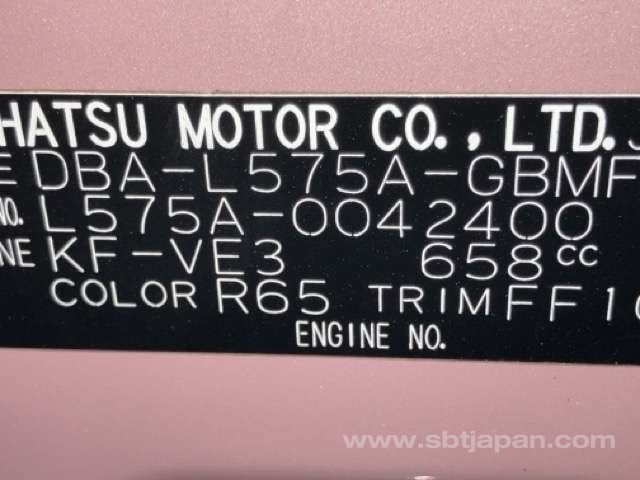 HATSU MOTOR CO., LTD.
E DBA-L575A-GBMF
NO. L575A-0042400
NE KF-VE3 658cc
COLOR R65 TRIM FF1
ENGINE NO.
www.sbtjapan.com